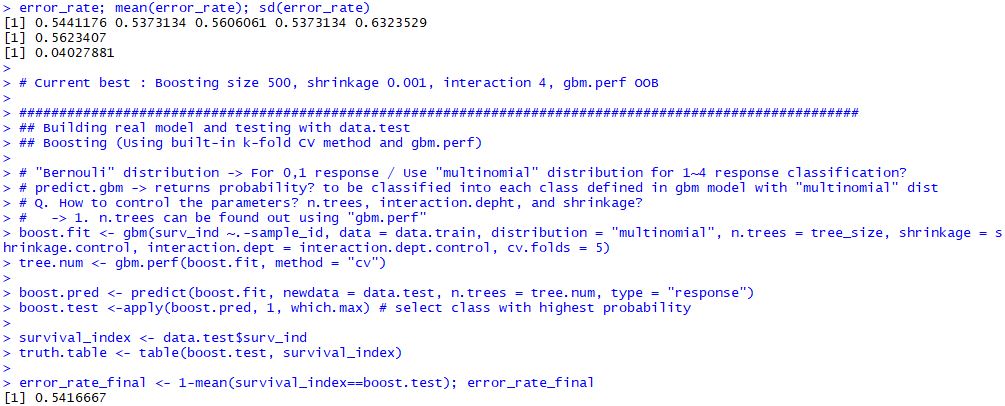 > error_rate; mean(error_rate); sd(error_rate)
[1] 0.5441176 0.5373134 0.5606061 0.5373134 0.6323529
[1] 0.5623407
[1] 0.04027881
>
> # Current best : Boosting size 500, shrinkage 0.001, interaction 4, gbm.perf OOB
>
> #########################################################################################################
> ## Building real model and testing with data.test
> ## Boosting (Using built-in k-fold CV method and gbm.perf)
>
> # "Bernouli" distribution -> For 0,1 response / Use "multinomial" distribution for 1~4 response classification?
> # predict.gbm -> returns probability? to be classified into each class defined in gbm model with "multinomial" dist
> # Q. How to control the parameters? n.trees, interaction.depht, and shrinkage?
> #   -> 1. n.trees can be found out using "gbm.perf"
> boost.fit <- gbm(surv_ind ~.-sample_id, data = data.train, distribution = "multinomial", n.trees = tree_size, shrinkage = s
hrinkage.control, interaction.dept = interaction.dept.control, cv.folds = 5)
> tree.num <- gbm.perf(boost.fit, method = "cv")
>
> boost.pred <- predict(boost.fit, newdata = data.test, n.trees = tree.num, type = "response")
> boost.test <-apply(boost.pred, 1, which.max) # select class with highest probability
>
> survival_index <- data.test$surv_ind
> truth.table <- table(boost.test, survival_index)
>
> error_rate_final <- 1-mean(survival_index==boost.test); error_rate_final
[1] 0.5416667